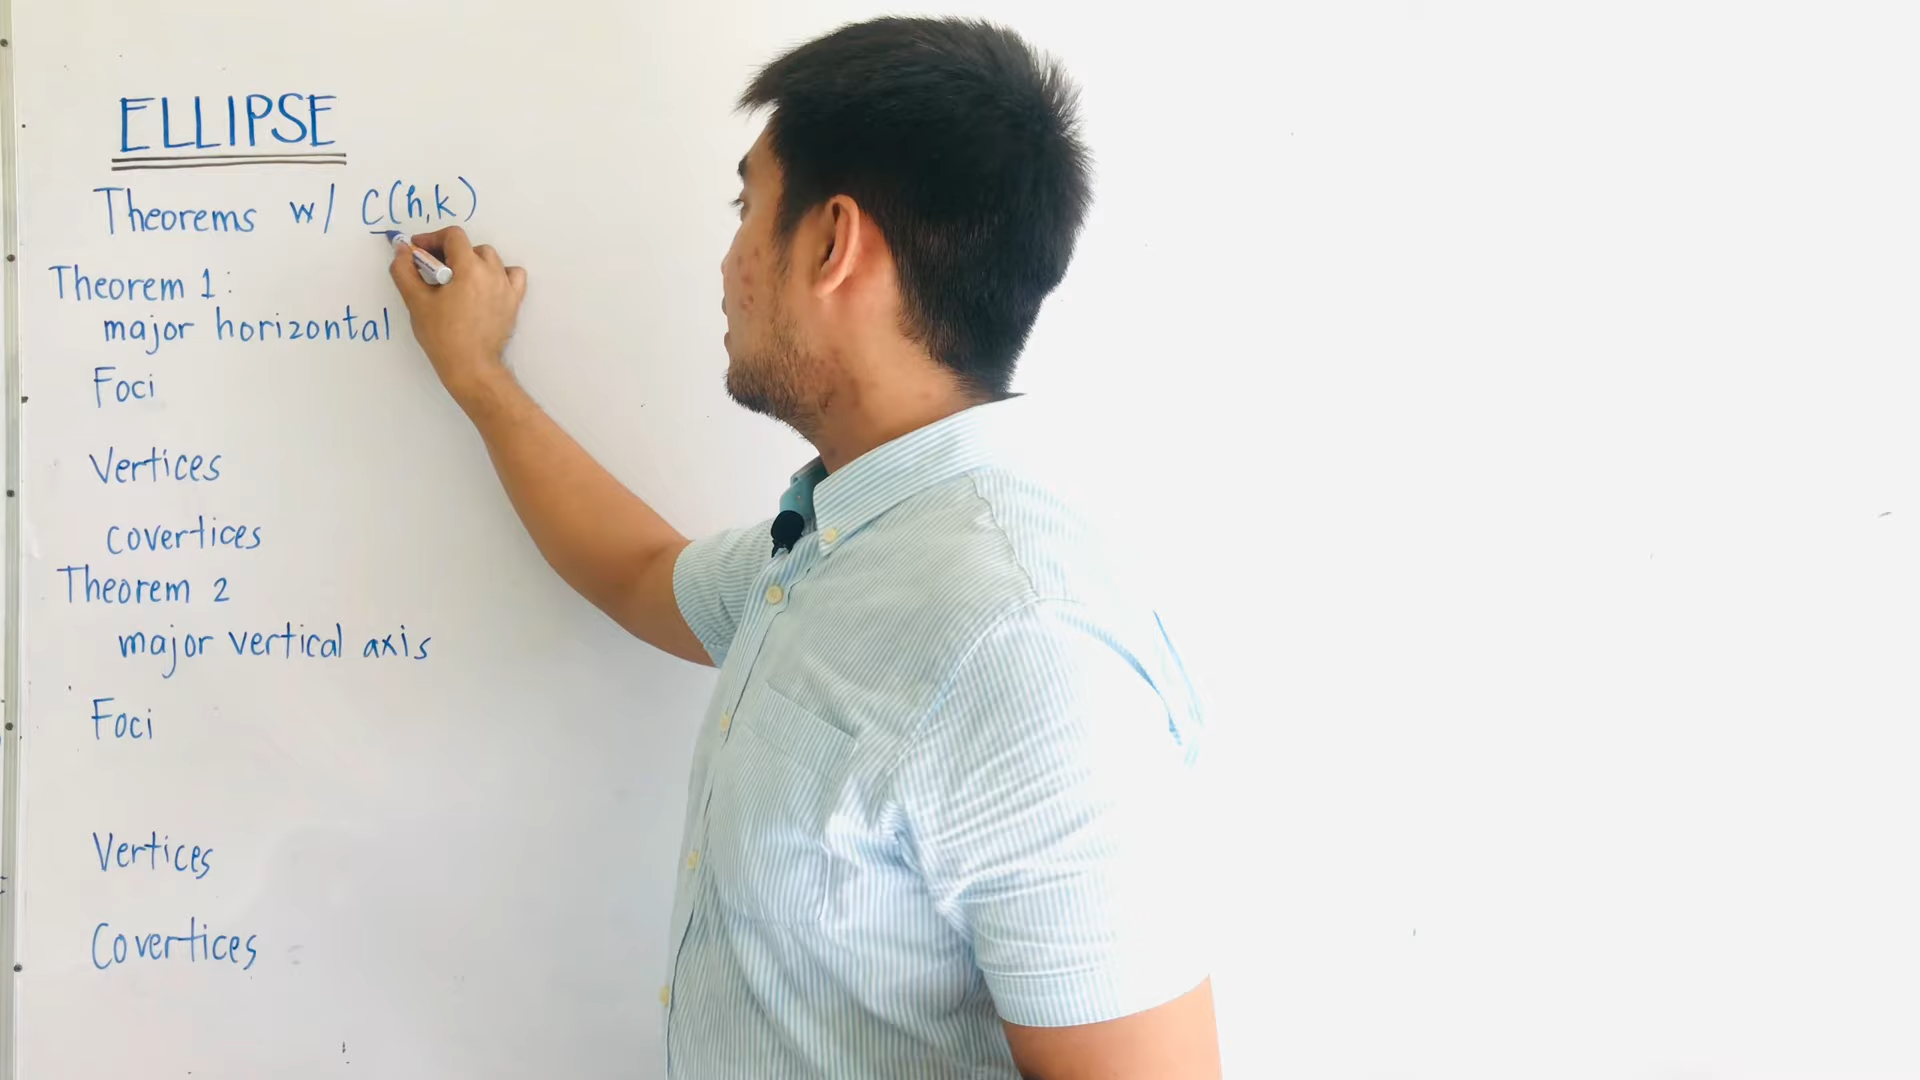 ELLIPSE
Theorems w/ C(h,k)
Theorem 1:
major horizontal
Foci
Vertices
covertices
Theorem 2
major vertical axis
Foci
Vertices
Covertices